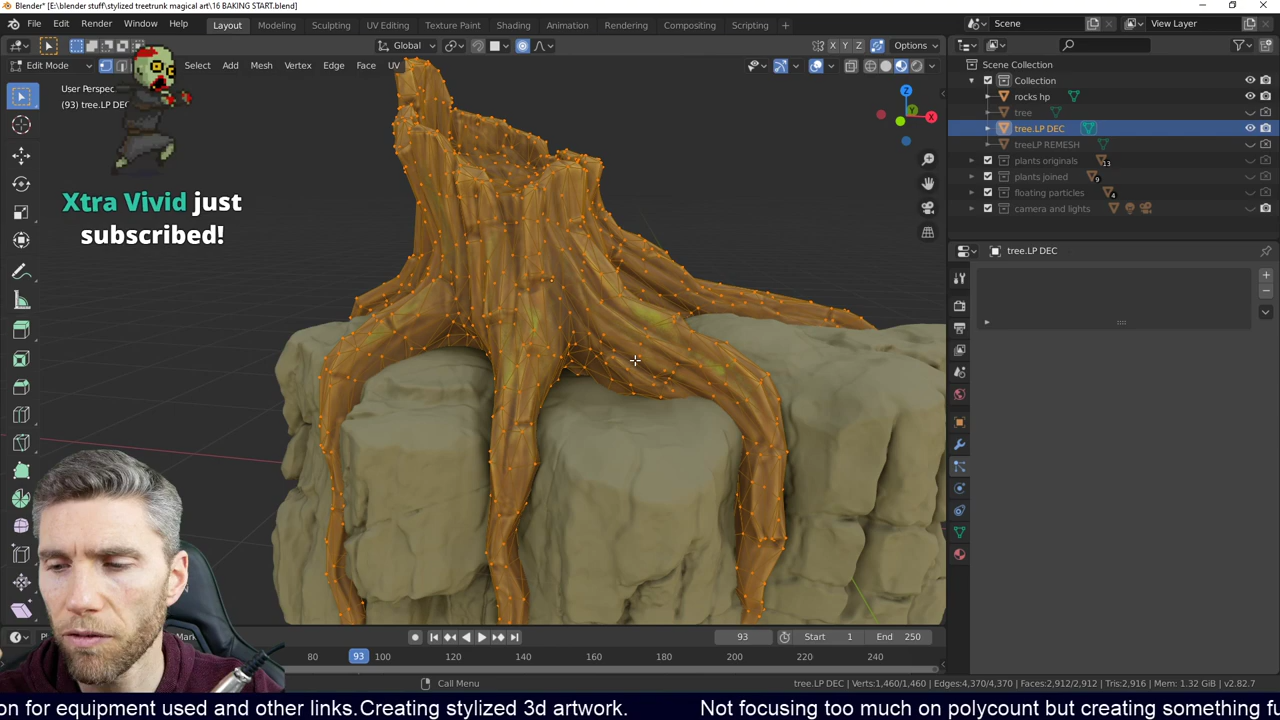 Blender* [E:\blender stuff\stylized treetrunk magical art\16 BAKING START.blend]
File Edit Render Window Help Layout Modeling Sculpting UV Editing Texture Paint Shading Animation Rendering Compositing Scripting + Scene View Layer
Global Options
Edit Mode Select Add Mesh Vertex Edge Face UV
User Perspec
(93) tree.LP DEC
X Y Z
Z
Y
X
Scene Collection
Collection
rocks hp
tree
tree.LP DEC
treeLP REMESH
plants originals 13
plants joined 9
floating particles 4
camera and lights
tree.LP DEC
Xtra Vivid just
subscribed!
93 Start 1 End 250
80 93 100 120 140 160 180 200 220 240
Call Menu
tree.LP DEC | Verts:1,460/1,460 | Edges:4,370/4,370 | Faces:2,912/2,912 | Tris:2,916 | Mem: 1.32 GiB | v2.82.7
on for equipment used and other links.Creating stylized 3d artwork. Not focusing too much on polycount but creating something fu